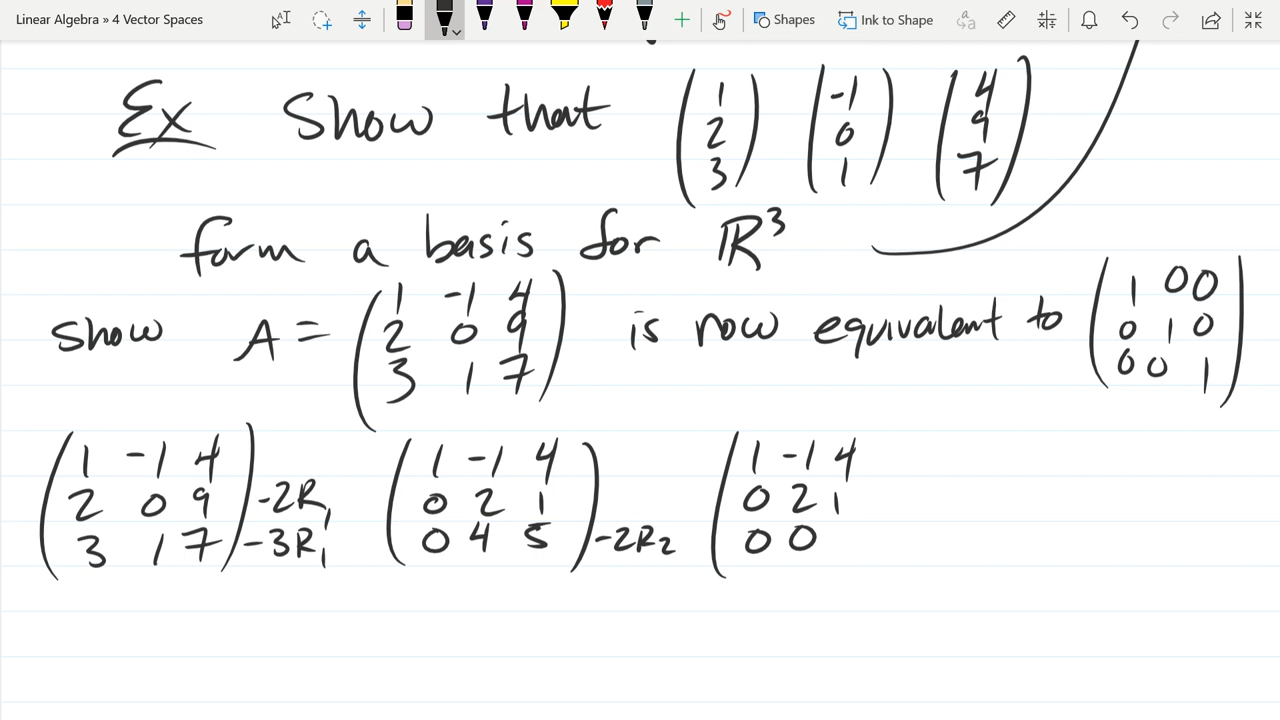 Linear Algebra » 4 Vector Spaces
Shapes
Ink to Shape
Ex Show that (1 2 3) (-1 0 1) (4 9 7)
form a basis for ℝ³
show A = (1 -1 4
2 0 9
3 1 7) is row equivalent to (1 0 0
0 1 0
0 0 1)
(1 -1 4
2 0 9
3 1 7) -2R₁ -3R₁
(1 -1 4
0 2 1
0 4 5) -2R₂
(1 -1 4
0 2 1
0 0